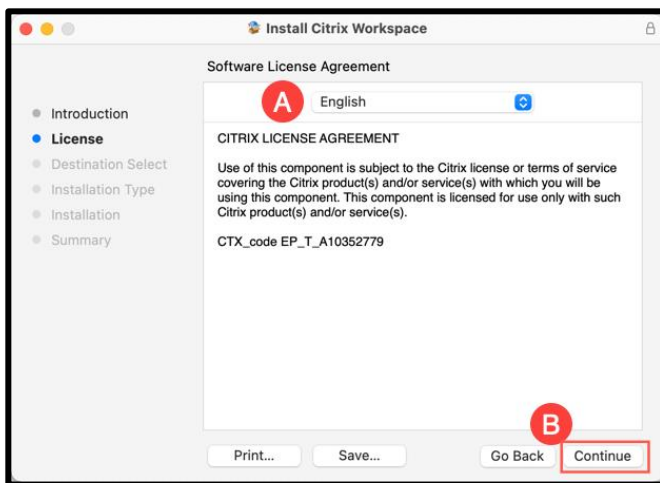 Install Citrix Workspace
Software License Agreement
Introduction
License
Destination Select
Installation Type
Installation
Summary
A
English
CITRIX LICENSE AGREEMENT
Use of this component is subject to the Citrix license or terms of service
covering the Citrix product(s) and/or service(s) with which you will be
using this component. This component is licensed for use only with such
Citrix product(s) and/or service(s).
CTX_code EP_T_A10352779
B
Print... Save... Go Back Continue